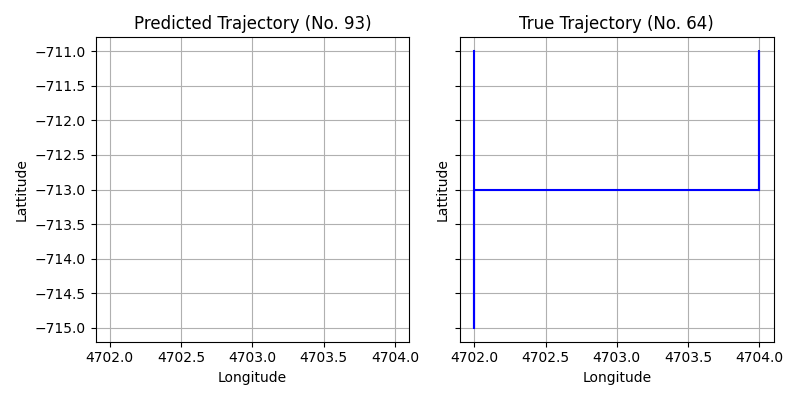 Predicted Trajectory (No. 93)
−711.0
−711.5
−712.0
−712.5
−713.0
−713.5
−714.0
−714.5
−715.0
Lattitude
4702.0 4702.5 4703.0 4703.5 4704.0
Longitude
True Trajectory (No. 64)
Lattitude
4702.0 4702.5 4703.0 4703.5 4704.0
Longitude